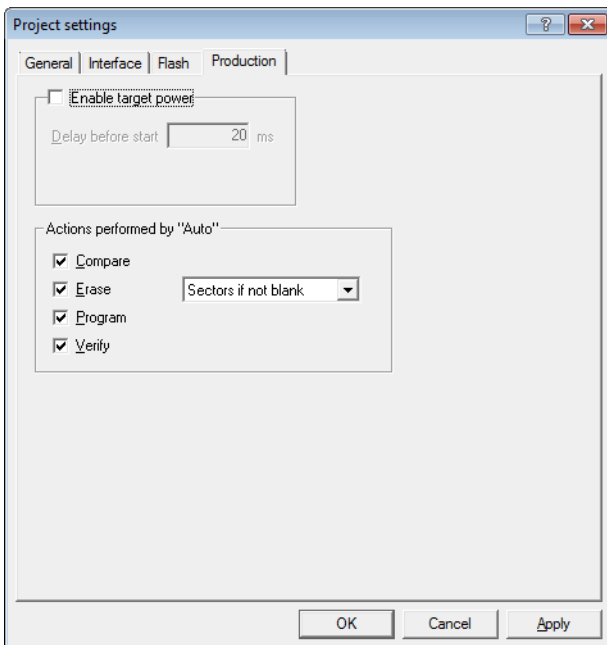 Project settings
General Interface Flash Production
Enable target power
Delay before start 20 ms
Actions performed by "Auto"
Compare
Erase Sectors if not blank
Program
Verify
OK Cancel Apply